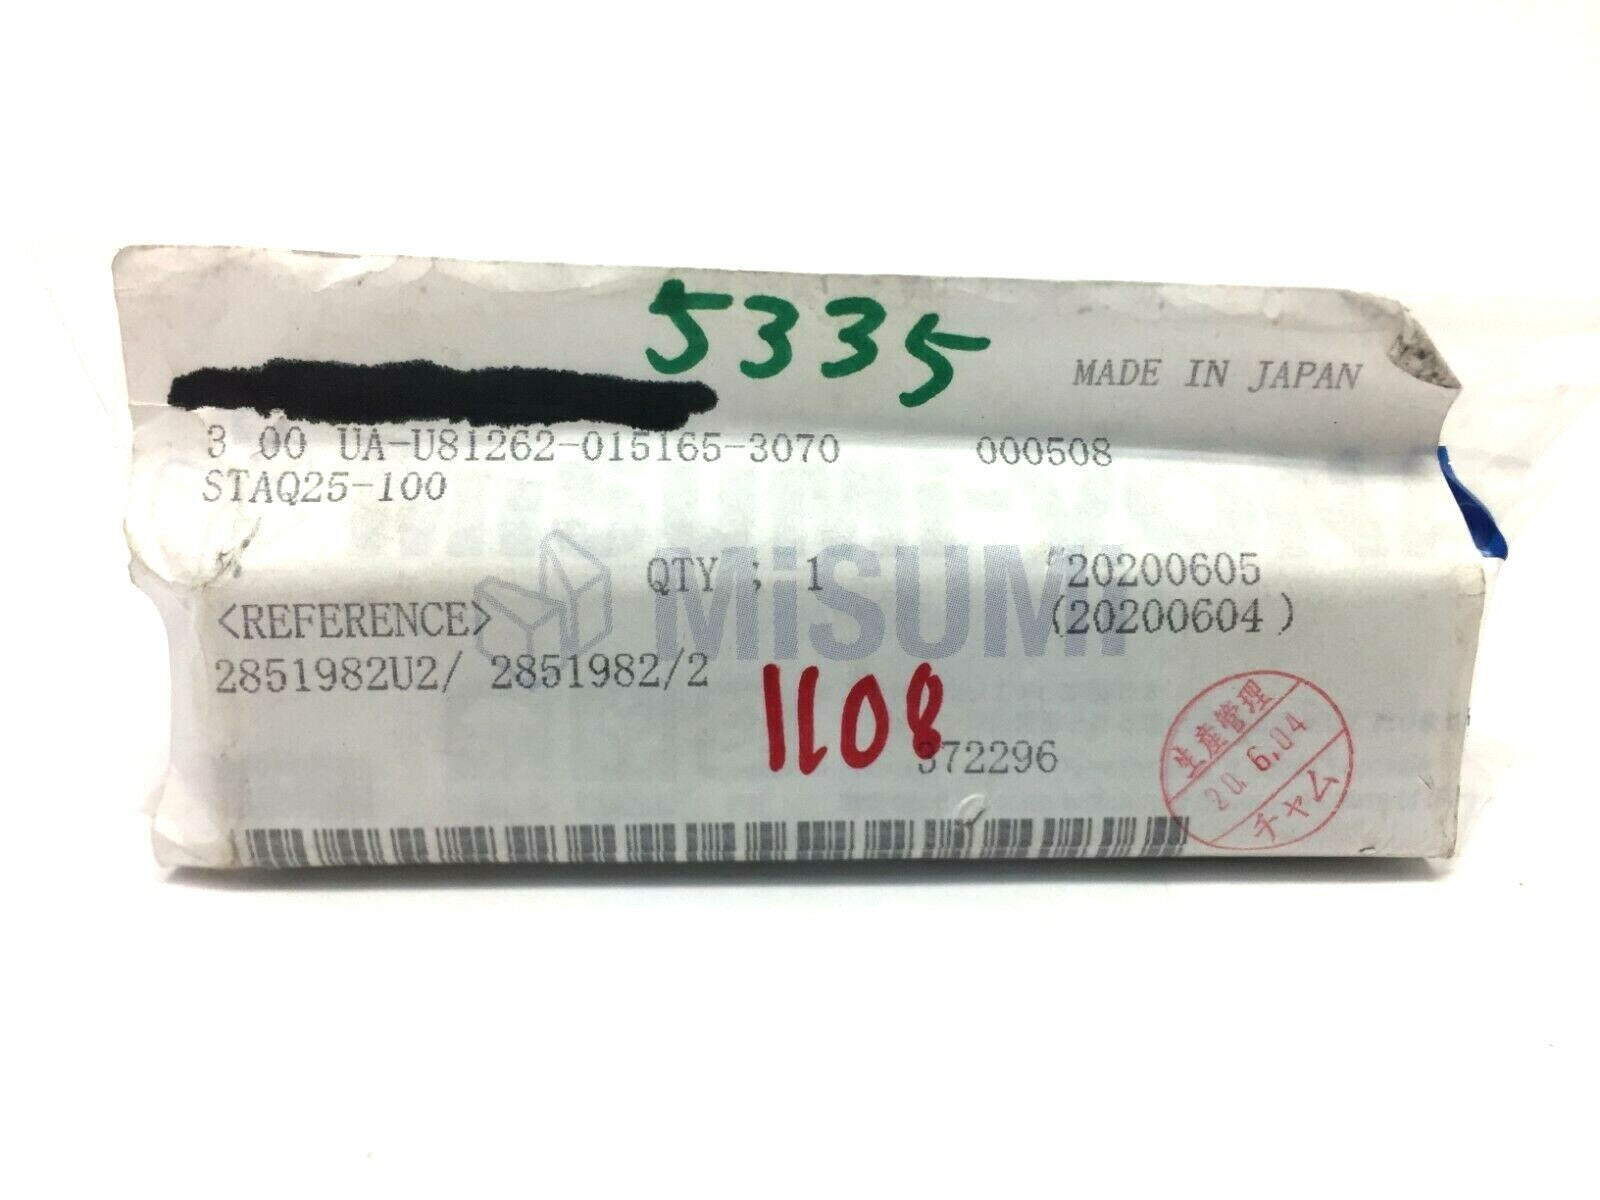 5335
MADE IN JAPAN
3 00 UA-U81262-015165-3070 000508
STAQ25-100
QTY ; 1 20200605
<REFERENCE> MiSUMi (20200604)
2851982U2/ 2851982/2
1108
372296
生産管理
20.6.04
チャム